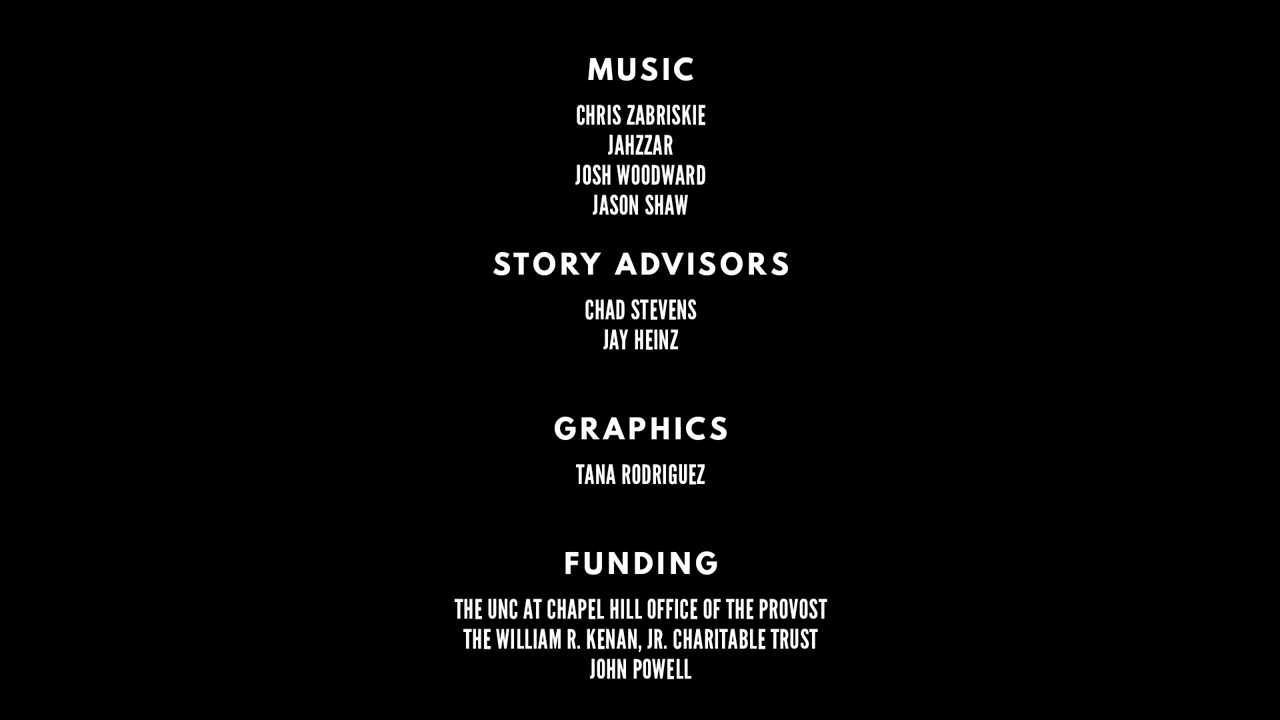 MUSIC
CHRIS ZABRISKIE
JAHZZAR
JOSH WOODWARD
JASON SHAW
STORY ADVISORS
CHAD STEVENS
JAY HEINZ
GRAPHICS
TANA RODRIGUEZ
FUNDING
THE UNC AT CHAPEL HILL OFFICE OF THE PROVOST
THE WILLIAM R. KENAN, JR. CHARITABLE TRUST
JOHN POWELL